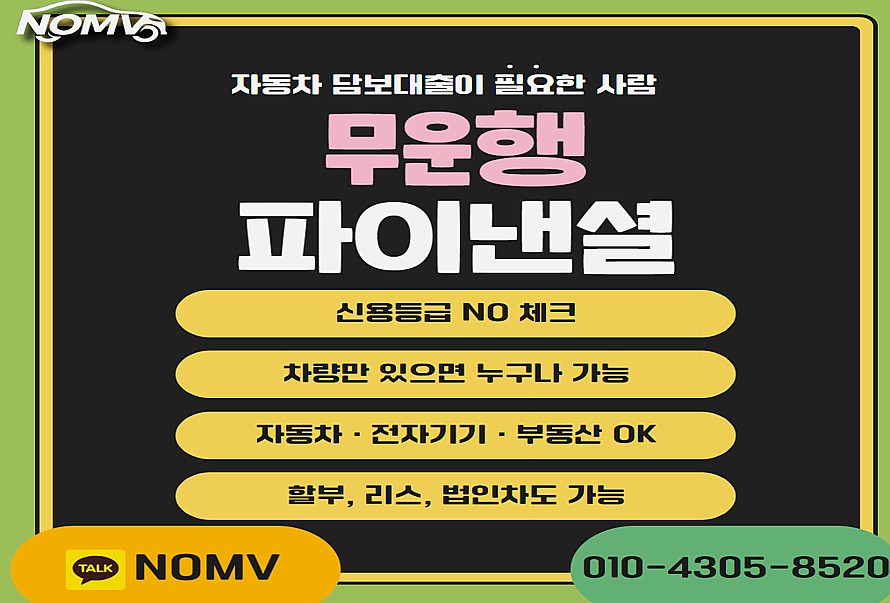 NOMV
자동차 담보대출이 필요한 사람
무운행
파이낸셜
신용등급 NO 체크
차량만 있으면 누구나 가능
자동차 · 전자기기 · 부동산 OK
할부, 리스, 법인차도 가능
TALK NOMV
010-4305-8520